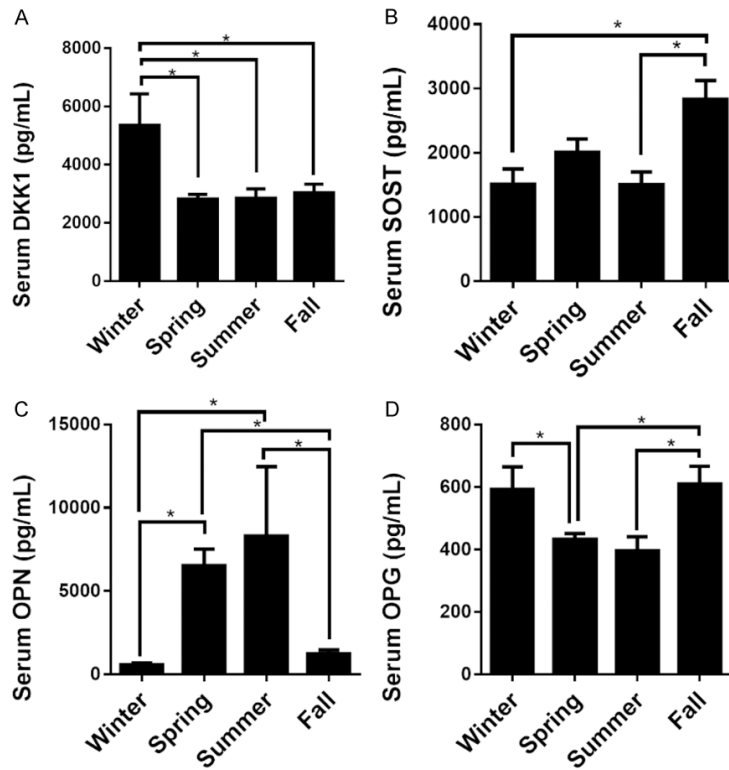 A
Serum DKK1 (pg/mL)
8000
6000
4000
2000
0
*
*
*
Winter
Spring
Summer
Fall
B
Serum SOST (pg/mL)
4000
3000
2000
1000
0
*
*
Winter
Spring
Summer
Fall
C
Serum OPN (pg/mL)
15000
10000
5000
0
*
*
*
*
Winter
Spring
Summer
Fall
D
Serum OPG (pg/mL)
800
600
400
200
0
*
*
*
Winter
Spring
Summer
Fall